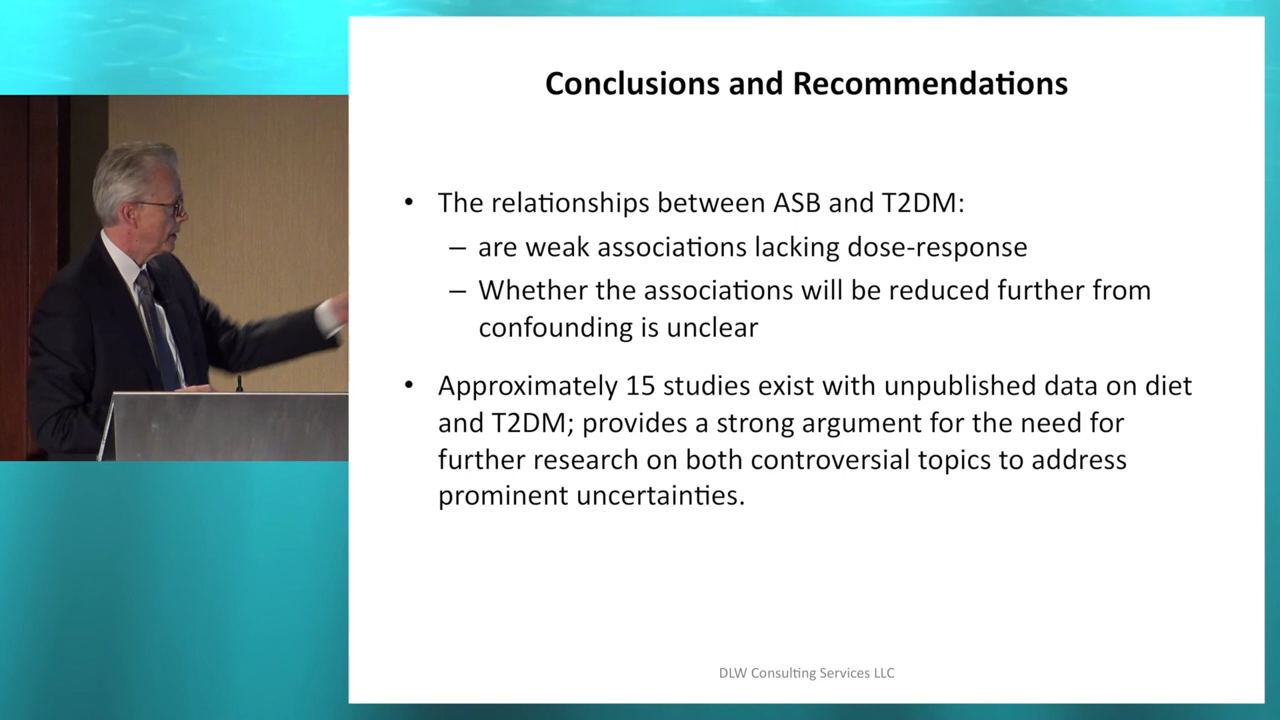 Conclusions and Recommendations
• The relationships between ASB and T2DM:
– are weak associations lacking dose-response
– Whether the associations will be reduced further from
confounding is unclear
• Approximately 15 studies exist with unpublished data on diet
and T2DM; provides a strong argument for the need for
further research on both controversial topics to address
prominent uncertainties.
DLW Consulting Services LLC